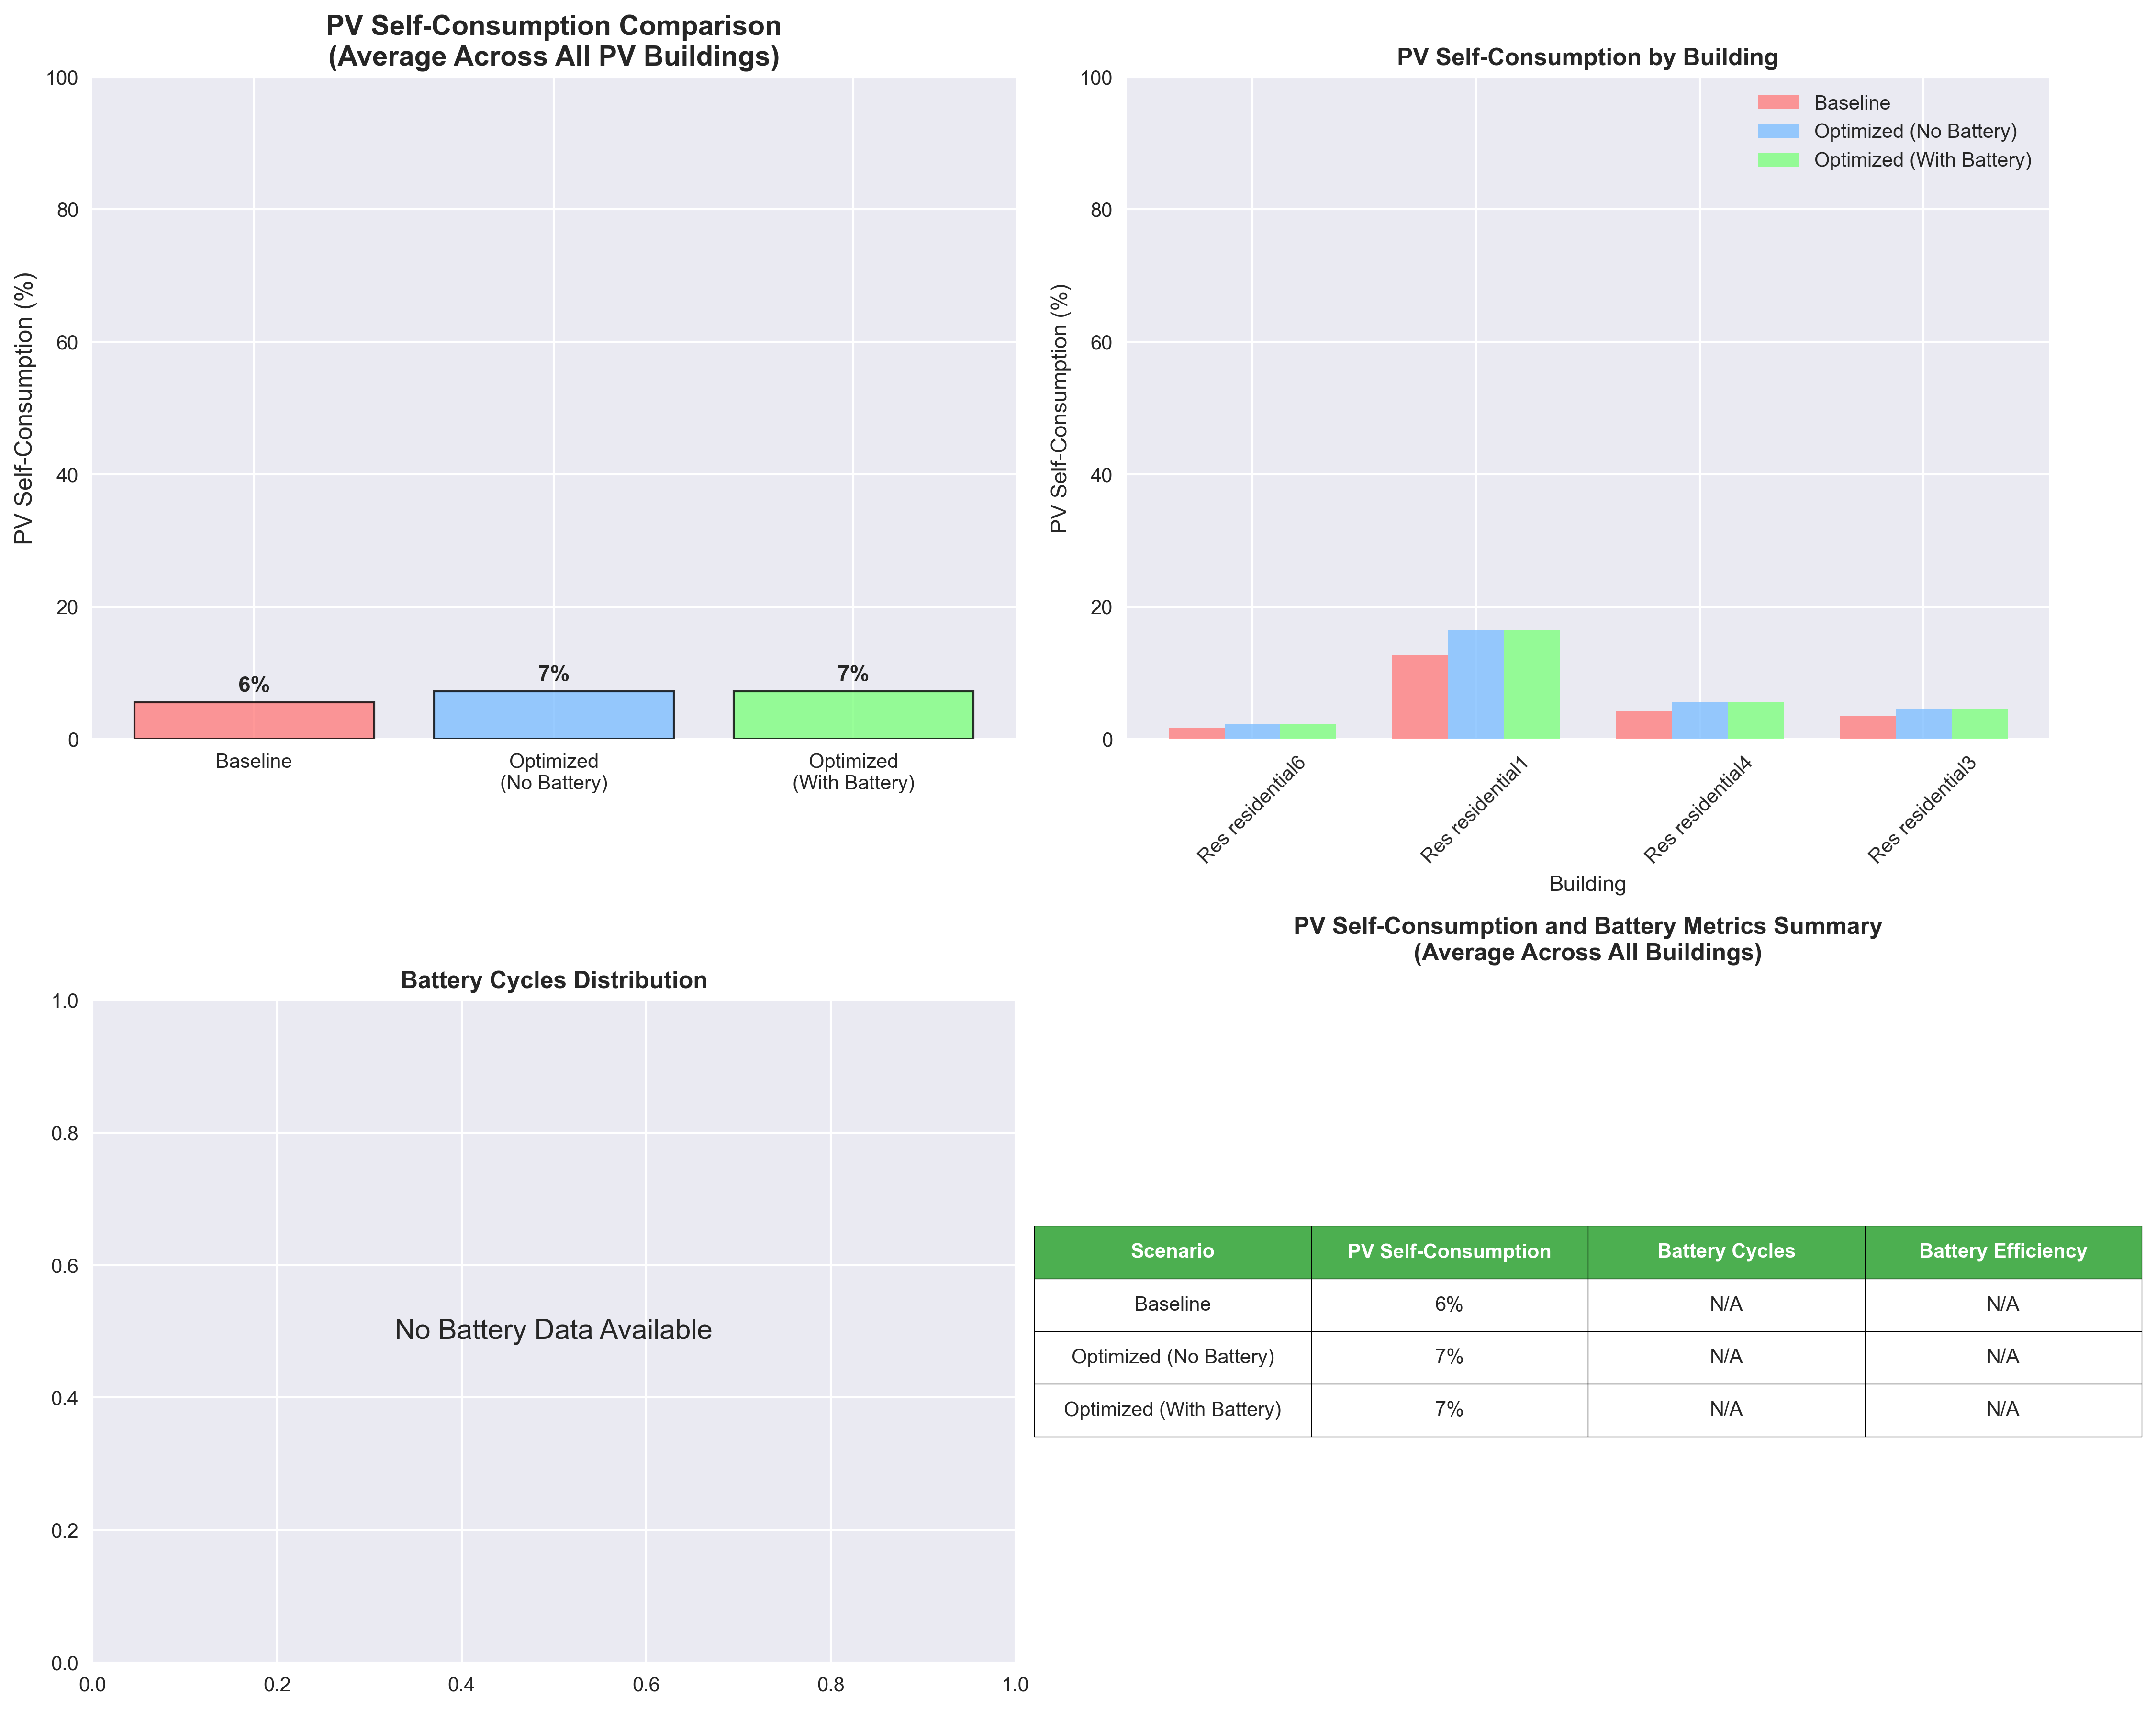 PV Self-Consumption Comparison
(Average Across All PV Buildings)
PV Self-Consumption (%)
100
80
60
40
20
0
6%
7%
7%
Baseline
Optimized
(No Battery)
Optimized
(With Battery)
PV Self-Consumption by Building
PV Self-Consumption (%)
100
80
60
40
20
0
Baseline
Optimized (No Battery)
Optimized (With Battery)
Res residential6
Res residential1
Res residential4
Res residential3
Building
Battery Cycles Distribution
1.0
0.8
0.6
0.4
0.2
0.0
No Battery Data Available
0.0 0.2 0.4 0.6 0.8 1.0
PV Self-Consumption and Battery Metrics Summary
(Average Across All Buildings)
Scenario PV Self-Consumption Battery Cycles Battery Efficiency
Baseline 6% N/A N/A
Optimized (No Battery) 7% N/A N/A
Optimized (With Battery) 7% N/A N/A